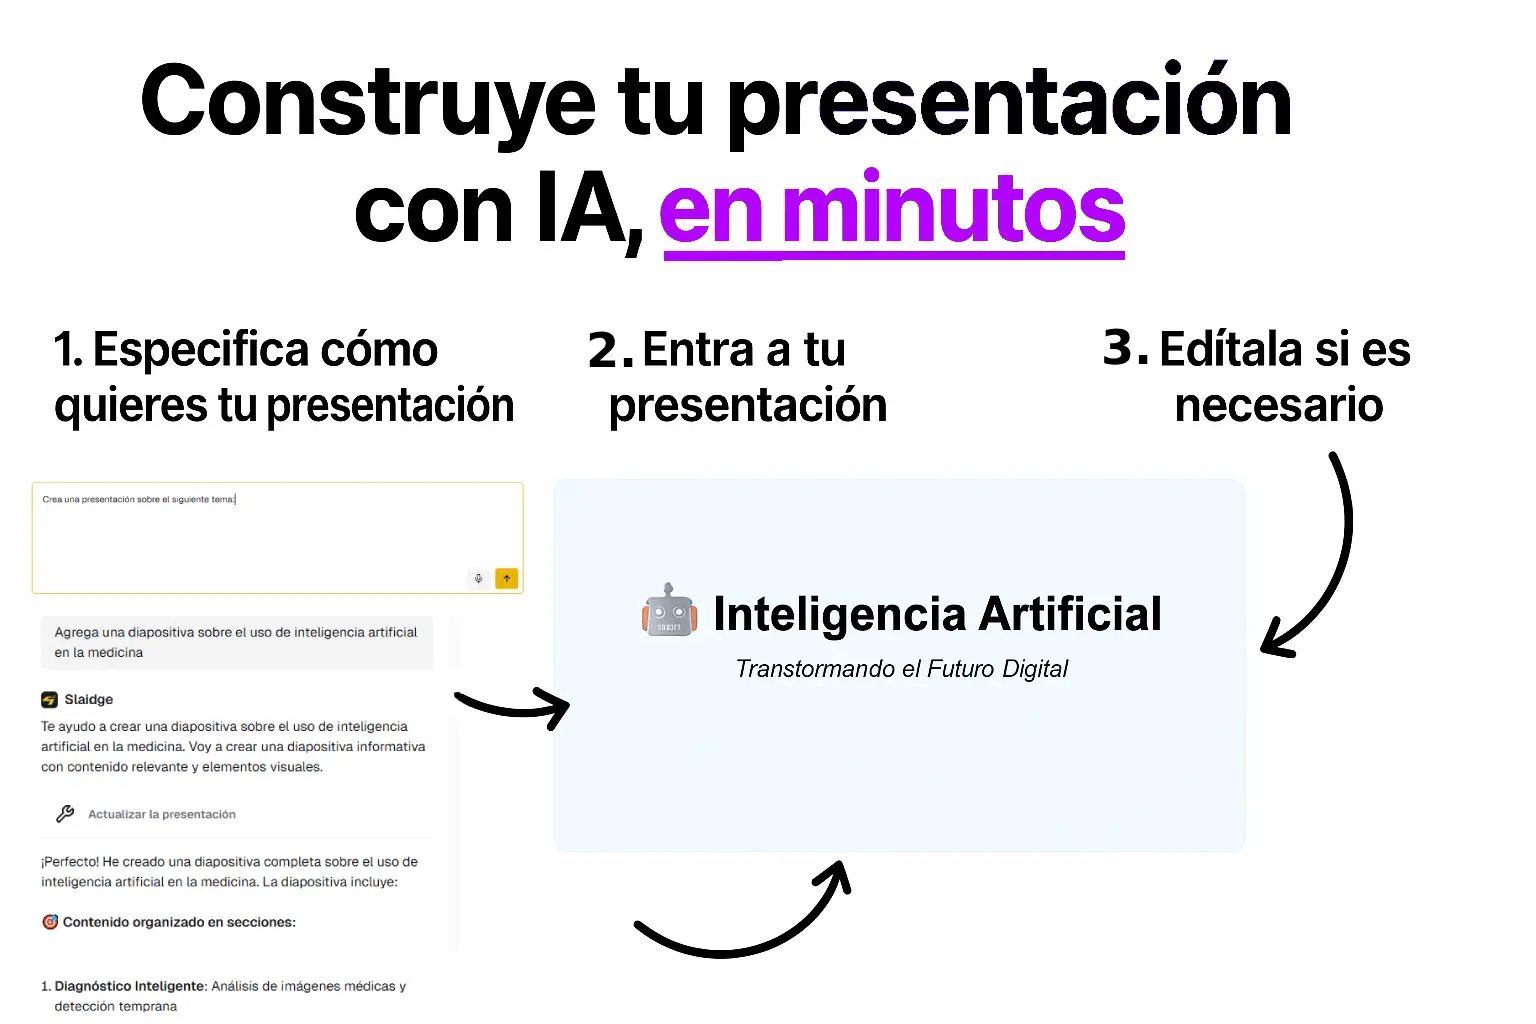 Construye tu presentación
con IA, en minutos
1. Especifica cómo
quieres tu presentación
2. Entra a tu
presentación
3. Edítala si es
necesario
Crea una presentación sobre el siguiente tema:
Agrega una diapositiva sobre el uso de inteligencia artificial
en la medicina
Slaidge
Te ayudo a crear una diapositiva sobre el uso de inteligencia
artificial en la medicina. Voy a crear una diapositiva informativa
con contenido relevante y elementos visuales.
Actualizar la presentación
¡Perfecto! He creado una diapositiva completa sobre el uso de
inteligencia artificial en la medicina. La diapositiva incluye:
Contenido organizado en secciones:
1. Diagnóstico Inteligente: Análisis de imágenes médicas y
detección temprana
Inteligencia Artificial
Transtormando el Futuro Digital